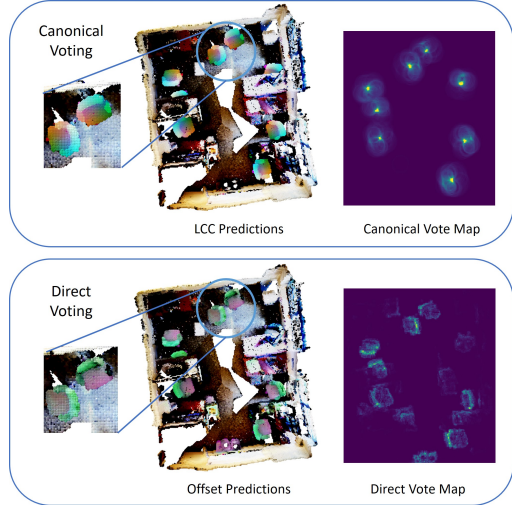 Canonical
Voting
LCC Predictions
Canonical Vote Map
Direct
Voting
Offset Predictions
Direct Vote Map